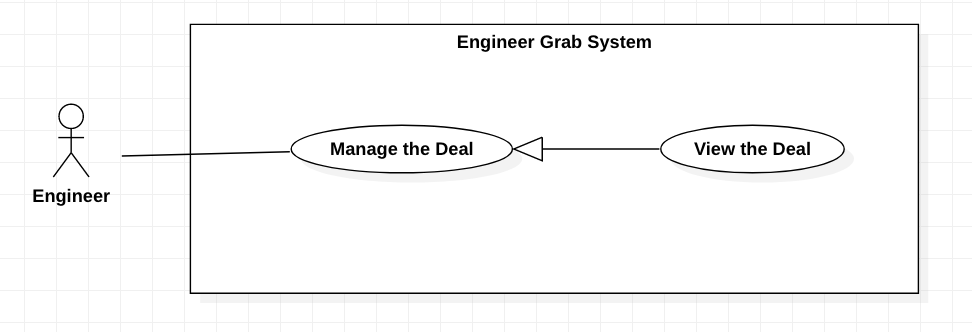 Engineer Grab System
Manage the Deal
View the Deal
Engineer